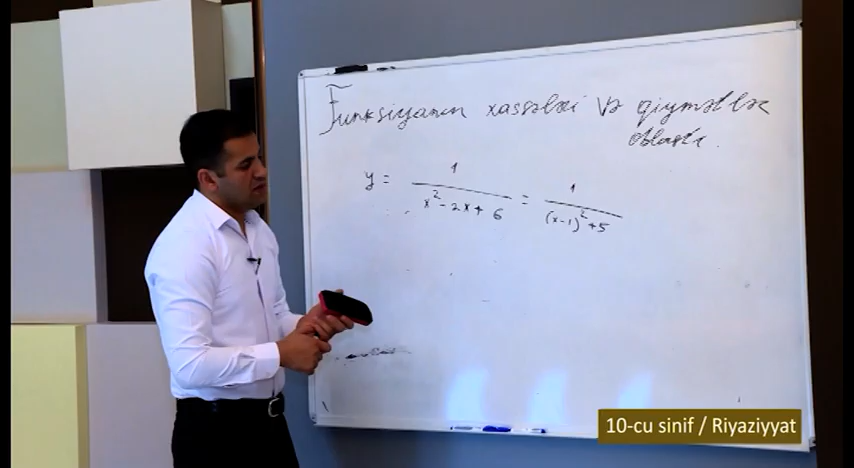 Funksiyanın xassələri və qiymətlər
oblastı.
y = 1/(x² - 2x + 6) = 1/((x-1)² + 5)
10-cu sinif / Riyaziyyat